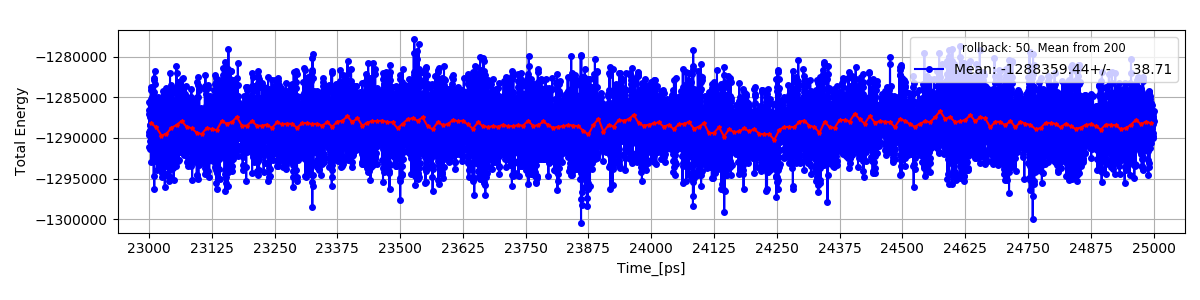 rollback: 50. Mean from 200
Mean: -1288359.44+/- 38.71
Total Energy
−1280000
−1285000
−1290000
−1295000
−1300000
23000 23125 23250 23375 23500 23625 23750 23875 24000 24125 24250 24375 24500 24625 24750 24875 25000
Time_[ps]